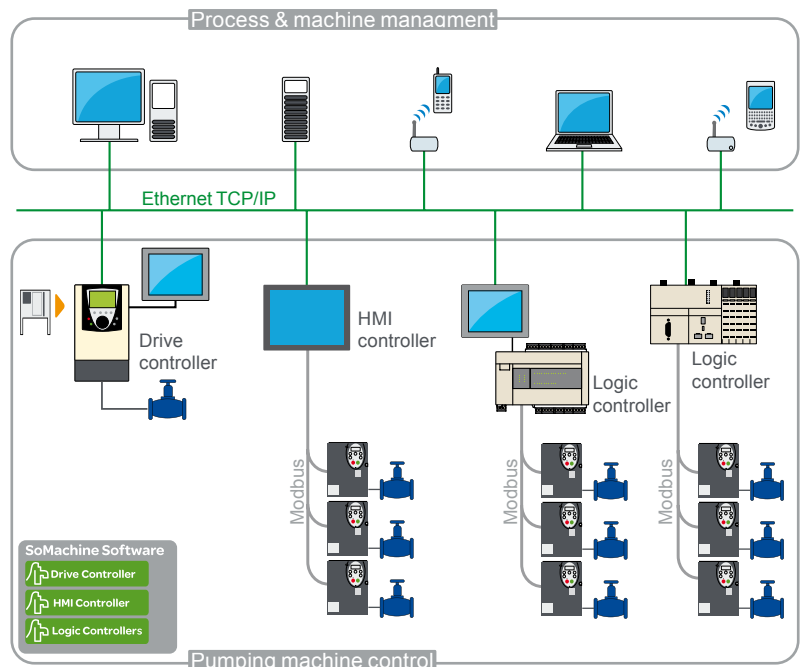 Process & machine managment
Ethernet TCP/IP
Drive
controller
HMI
controller
Logic
controller
Logic
controller
Modbus
Modbus
Modbus
SoMachine Software
Drive Controller
HMI Controller
Logic Controllers
Pumping machine control